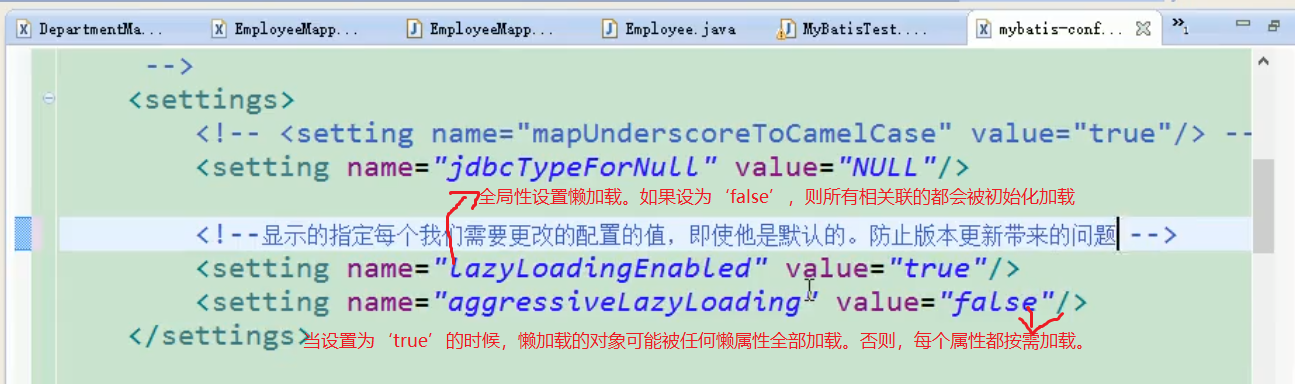 DepartmentMa...
EmployeeMapp...
EmployeeMapp...
Employee.java
MyBatisTest....
mybatis-conf...
»1
-->
<settings>
<!-- <setting name="mapUnderscoreToCamelCase" value="true"/> --
<setting name="jdbcTypeForNull" value="NULL"/>
全局性设置懒加载。如果设为‘false’,则所有相关联的都会被初始化加载
<!--显示的指定每个我们需要更改的配置的值，即使他是默认的。防止版本更新带来的问题 -->
<setting name="lazyLoadingEnabled" value="true"/>
<setting name="aggressiveLazyLoading" value="false"/>
</settings>
当设置为‘true’的时候，懒加载的对象可能被任何懒属性全部加载。否则，每个属性都按需加载。